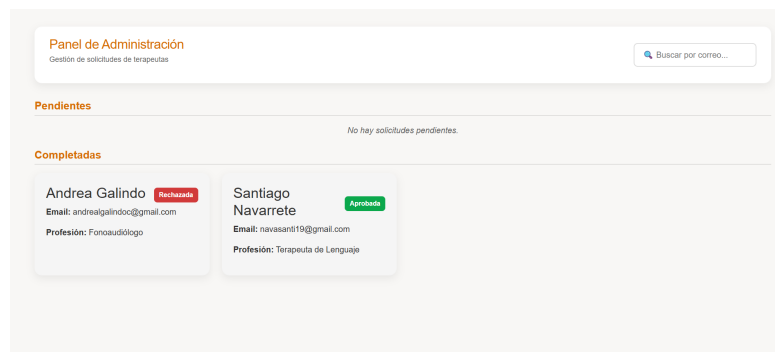 Panel de Administración
Gestión de solicitudes de terapeutas
Buscar por correo...
Pendientes
No hay solicitudes pendientes.
Completadas
Andrea Galindo
Rechazada
Email: andrealgalindoc@gmail.com
Profesión: Fonoaudiólogo
Santiago
Navarrete
Aprobada
Email: navasanti19@gmail.com
Profesión: Terapeuta de Lenguaje